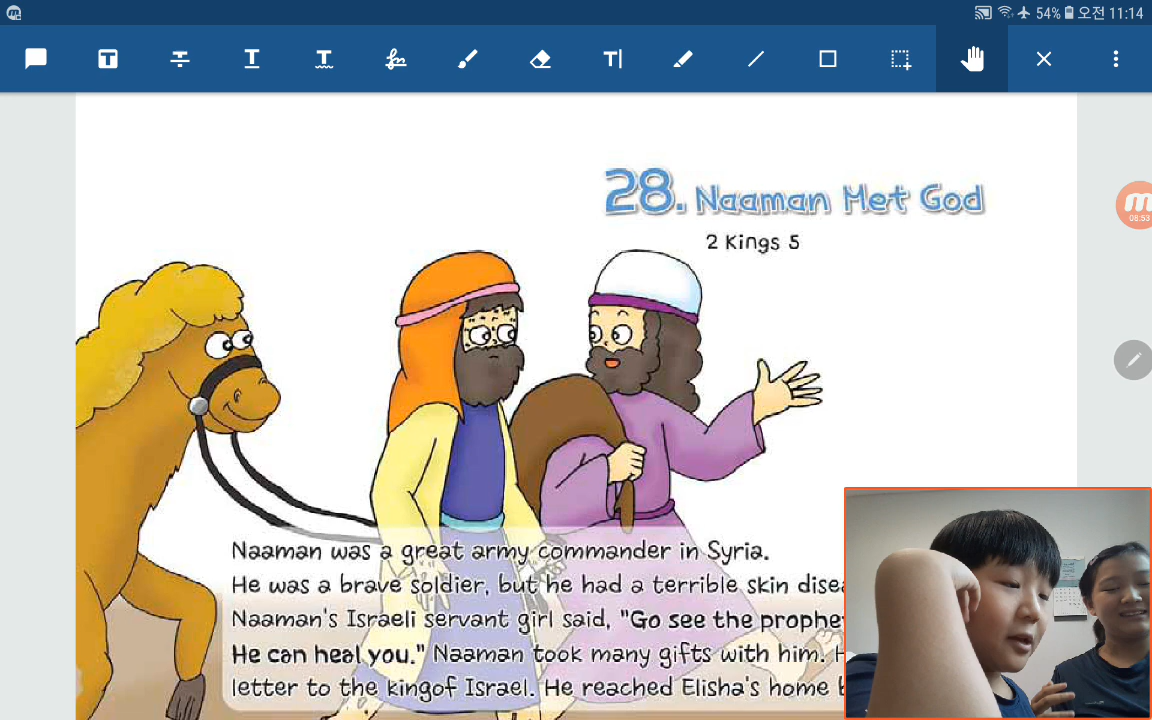 54% 오전 11:14
28. Naaman Met God
2 Kings 5
08:53
Naaman was a great army commander in Syria.
He was a brave soldier, but he had a terrible skin
Naaman's Israeli servant girl said, "Go see the
He can heal you." Naaman took many gifts with him.
letter to the kingof Israel. He reached Elisha's home